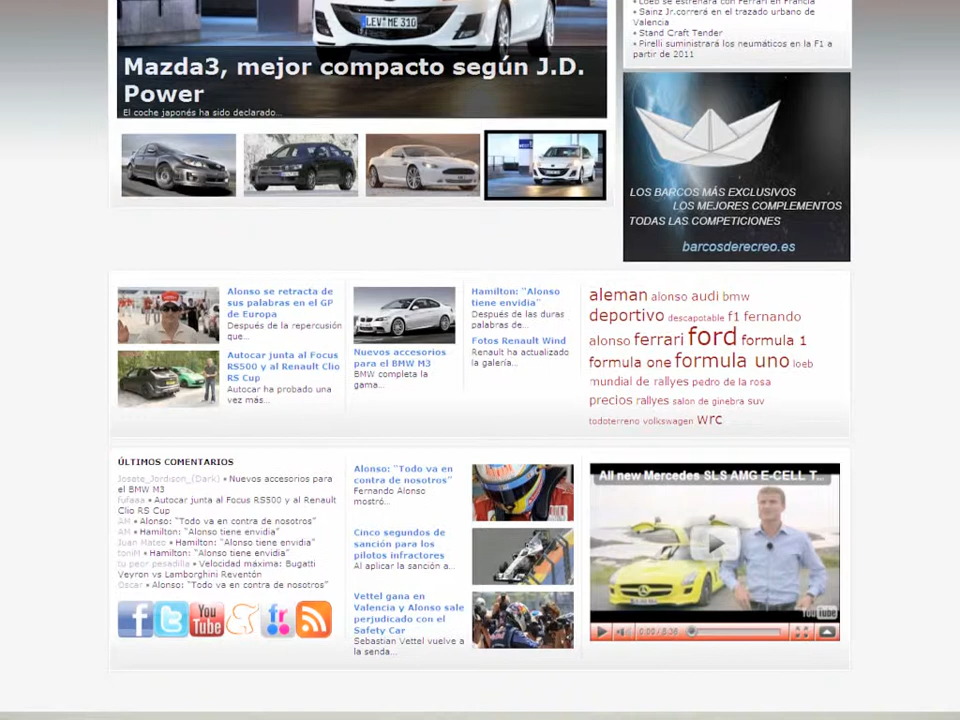 Loeb se estrenará con Ferrari en Francia
• Sainz Jr.correrá en el trazado urbano de
Valencia
• Stand Craft Tender
• Pirelli suministrará los neumáticos en la F1 a
partir de 2011
LEV ME 310
Mazda3, mejor compacto según J.D.
Power
El coche japonés ha sido declarado...
LOS BARCOS MÁS EXCLUSIVOS
LOS MEJORES COMPLEMENTOS
TODAS LAS COMPETICIONES
barcosderecreo.es
Alonso se retracta de
sus palabras en el GP
de Europa
Después de la repercusión
que...
Autocar junta al Focus
RS500 y al Renault Clio
RS Cup
Autocar ha probado una
vez más...
Nuevos accesorios
para el BMW M3
BMW completa la
gama...
Hamilton: "Alonso
tiene envidia"
Después de las duras
palabras de...
Fotos Renault Wind
Renault ha actualizado
la galería...
aleman alonso audi bmw
deportivo descapotable f1 fernando
alonso ferrari ford formula 1
formula one formula uno loeb
mundial de rallyes pedro de la rosa
precios rallyes salon de ginebra suv
todoterreno volkswagen wrc
ÚLTIMOS COMENTARIOS
Josete_Jordison_(Dark) • Nuevos accesorios para
el BMW M3
fufaaa • Autocar junta al Focus RS500 y al Renault
Clio RS Cup
AM • Alonso: "Todo va en contra de nosotros"
AM • Hamilton: "Alonso tiene envidia"
Juan Mateo • Hamilton: "Alonso tiene envidia"
toniM • Hamilton: "Alonso tiene envidia"
tu peor pesadilla • Velocidad máxima: Bugatti
Veyron vs Lamborghini Reventón
Oscar • Alonso: "Todo va en contra de nosotros"
You
Tube
Alonso: "Todo va en
contra de nosotros"
Fernando Alonso
mostró...
Cinco segundos de
sanción para los
pilotos infractores
Al aplicar la sanción a...
Vettel gana en
Valencia y Alonso sale
perjudicado con el
Safety Car
Sebastian Vettel vuelve a
la senda...
All new Mercedes SLS AMG E-CELL T...
You Tube